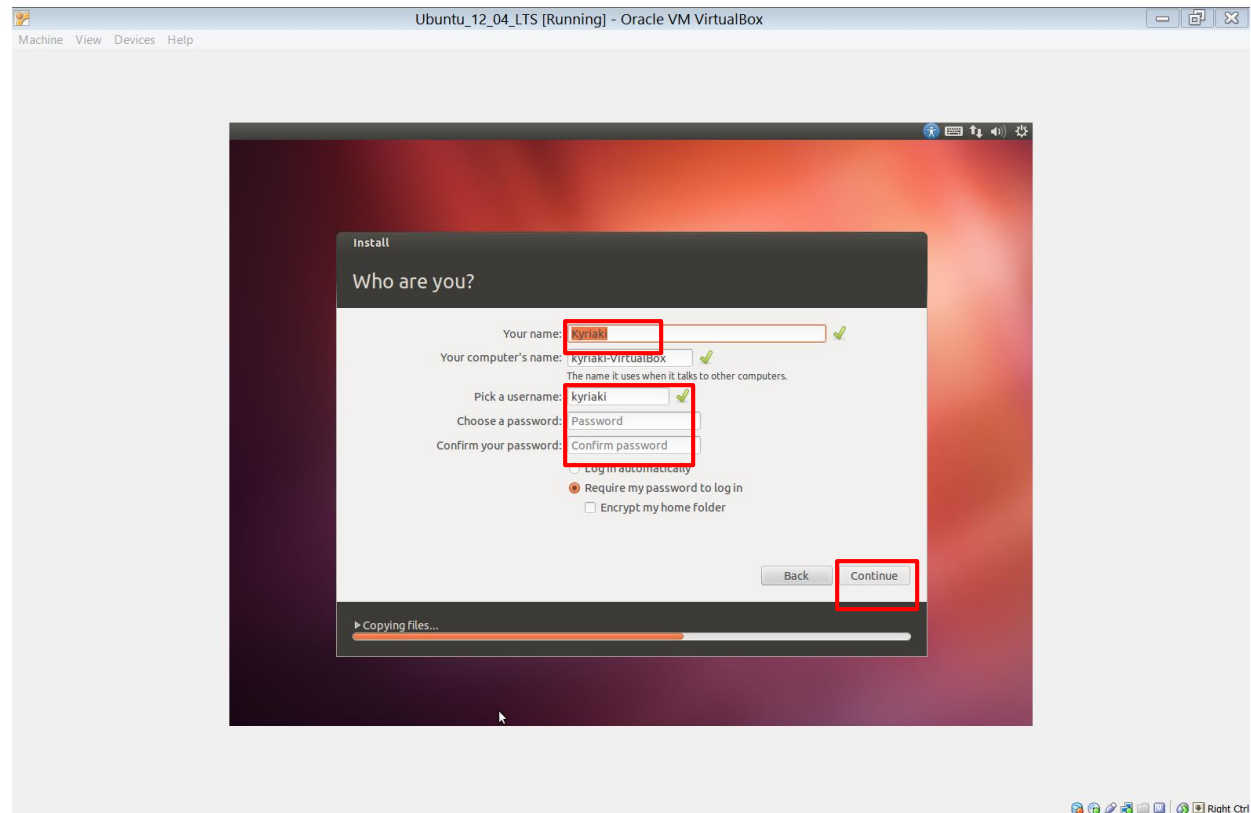 Ubuntu_12_04_LTS [Running] - Oracle VM VirtualBox
Machine View Devices Help
Install
Who are you?
Your name: Kyriaki
Your computer's name: kyriaki-VirtualBox
The name it uses when it talks to other computers.
Pick a username: kyriaki
Choose a password: Password
Confirm your password: Confirm password
Log in automatically
Require my password to log in
Encrypt my home folder
Back Continue
Copying files...
Right Ctrl